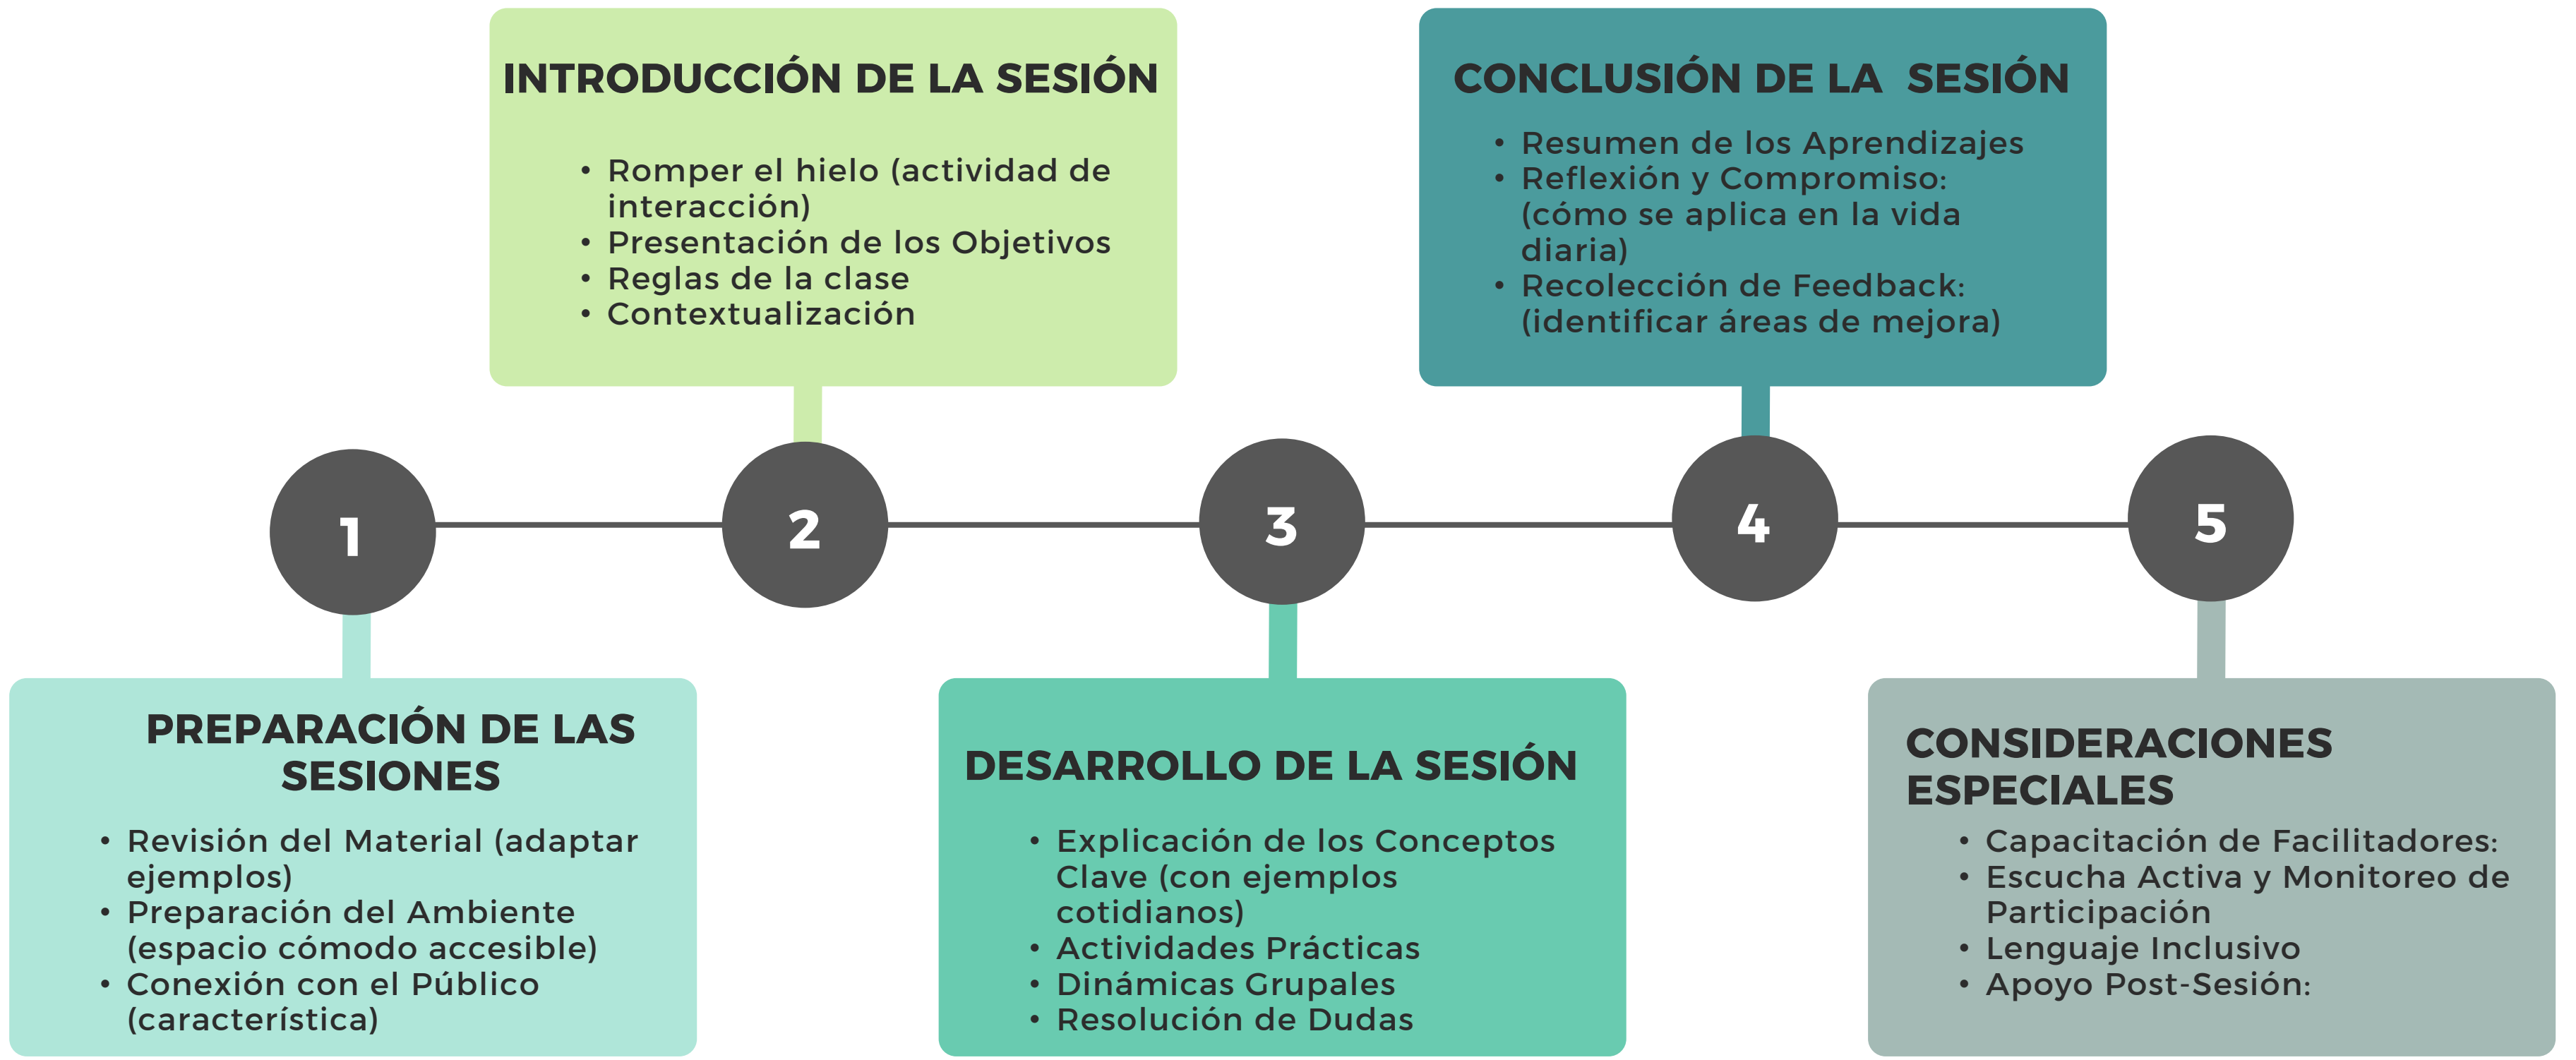 1
PREPARACIÓN DE LAS
SESIONES
• Revisión del Material (adaptar
ejemplos)
• Preparación del Ambiente
(espacio cómodo accesible)
• Conexión con el Público
(característica)
2
INTRODUCCIÓN DE LA SESIÓN
• Romper el hielo (actividad de
interacción)
• Presentación de los Objetivos
• Reglas de la clase
• Contextualización
3
DESARROLLO DE LA SESIÓN
• Explicación de los Conceptos
Clave (con ejemplos
cotidianos)
• Actividades Prácticas
• Dinámicas Grupales
• Resolución de Dudas
4
CONCLUSIÓN DE LA  SESIÓN
• Resumen de los Aprendizajes
• Reflexión y Compromiso:
(cómo se aplica en la vida
diaria)
• Recolección de Feedback:
(identificar áreas de mejora)
5
CONSIDERACIONES
ESPECIALES
• Capacitación de Facilitadores:
• Escucha Activa y Monitoreo de
Participación
• Lenguaje Inclusivo
• Apoyo Post-Sesión: